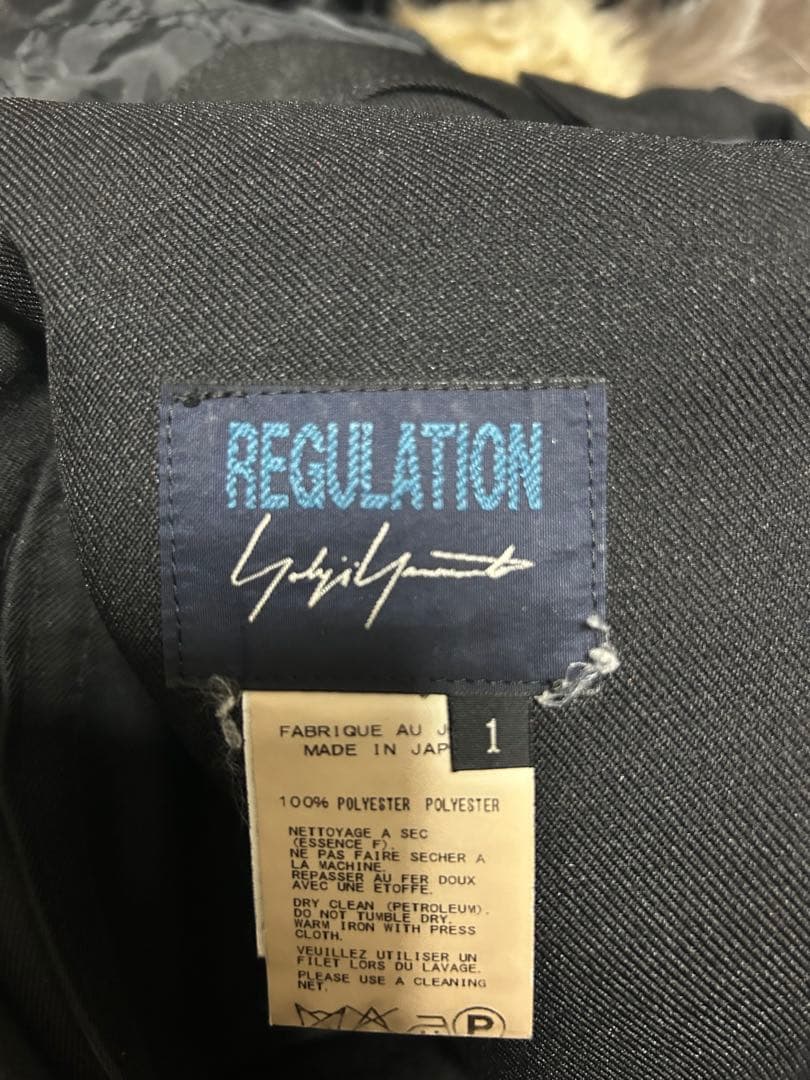 REGULATION
Yohji Yamamoto
FABRIQUE AU J
MADE IN JAP
1
100% POLYESTER POLYESTER
NETTOYAGE A SEC
(ESSENCE F).
NE PAS FAIRE SECHER A
LA MACHINE.
REPASSER AU FER DOUX
AVEC UNE ETOFFE.
DRY CLEAN (PETROLEUM).
DO NOT TUMBLE DRY.
WARM IRON WITH PRESS
CLOTH.
VEUILLEZ UTILISER UN
FILET LORS DU LAVAGE.
PLEASE USE A CLEANING
NET.
P